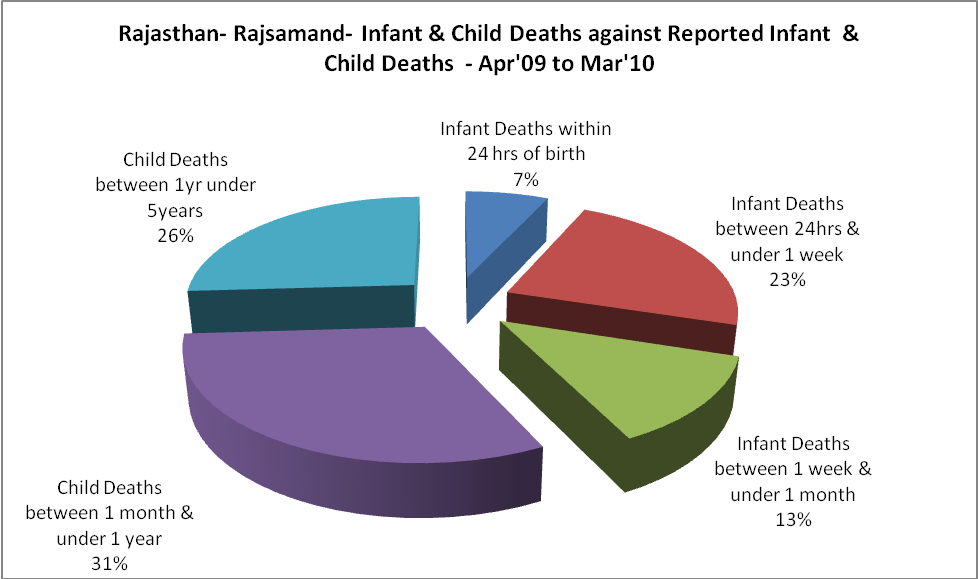 Rajasthan- Rajsamand- Infant & Child Deaths against Reported Infant &
Child Deaths - Apr'09 to Mar'10
Infant Deaths within
24 hrs of birth
7%
Infant Deaths
between 24hrs &
under 1 week
23%
Infant Deaths
between 1 week &
under 1 month
13%
Child Deaths
between 1 month &
under 1 year
31%
Child Deaths
between 1yr under
5years
26%